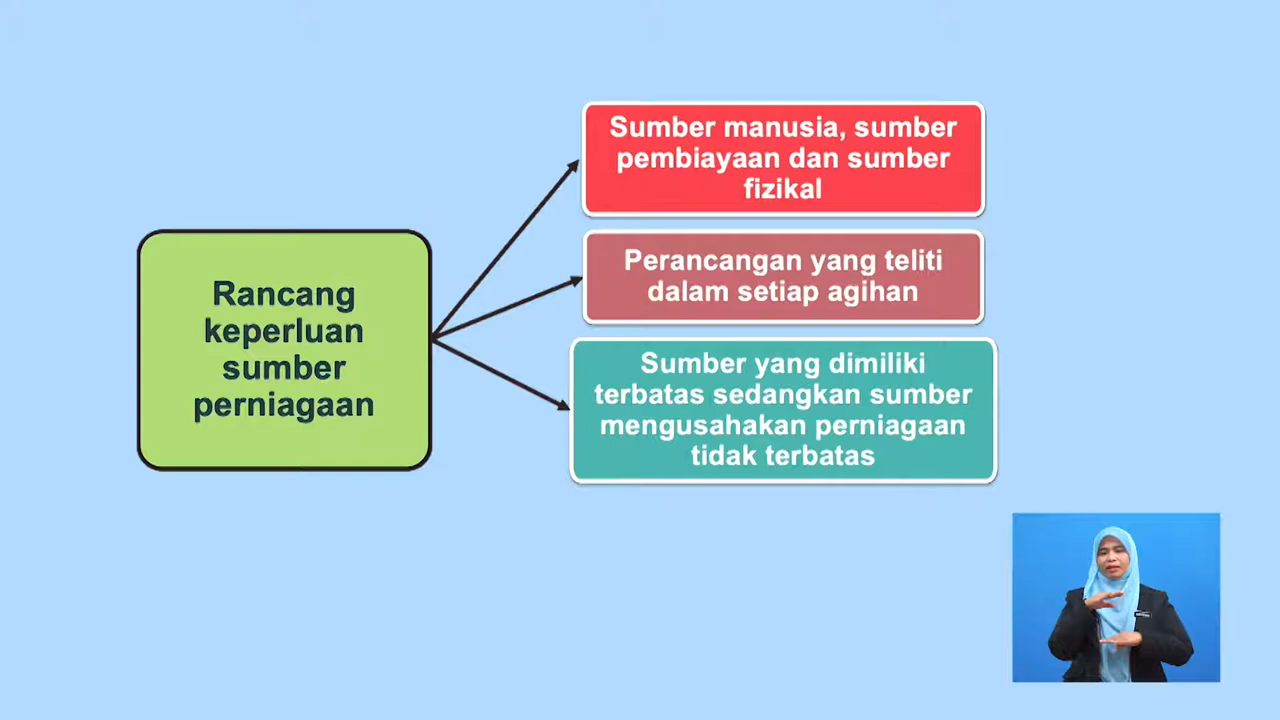 Rancang
keperluan
sumber
perniagaan
Sumber manusia, sumber
pembiayaan dan sumber
fizikal
Perancangan yang teliti
dalam setiap agihan
Sumber yang dimiliki
terbatas sedangkan sumber
mengusahakan perniagaan
tidak terbatas